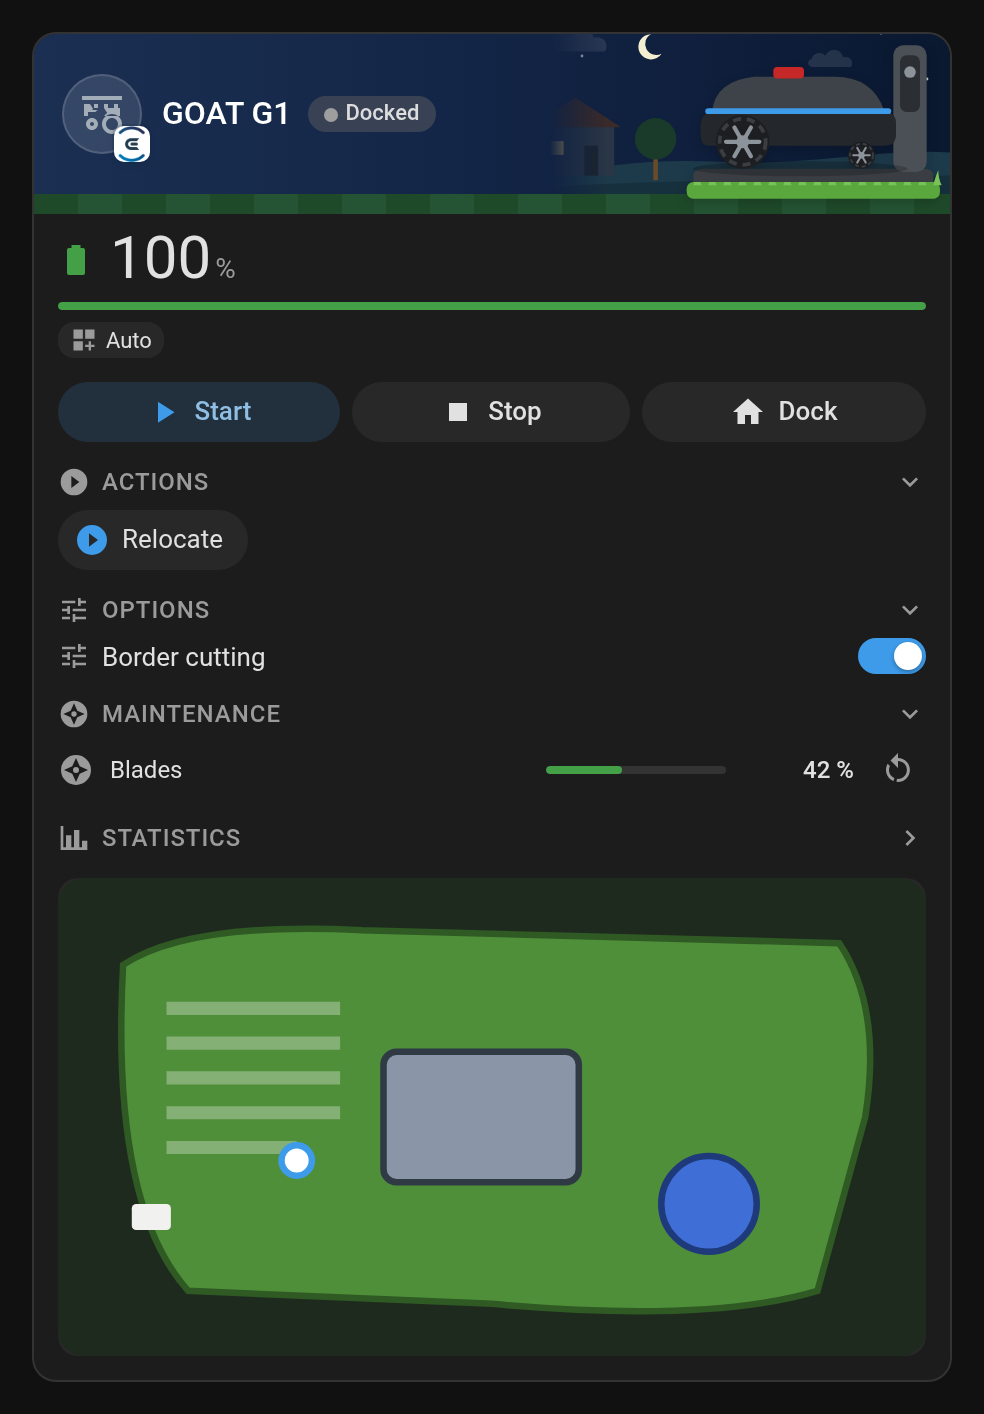 GOAT G1
Docked
100 %
Auto
Start
Stop
Dock
ACTIONS
Relocate
OPTIONS
Border cutting
MAINTENANCE
Blades
42 %
STATISTICS